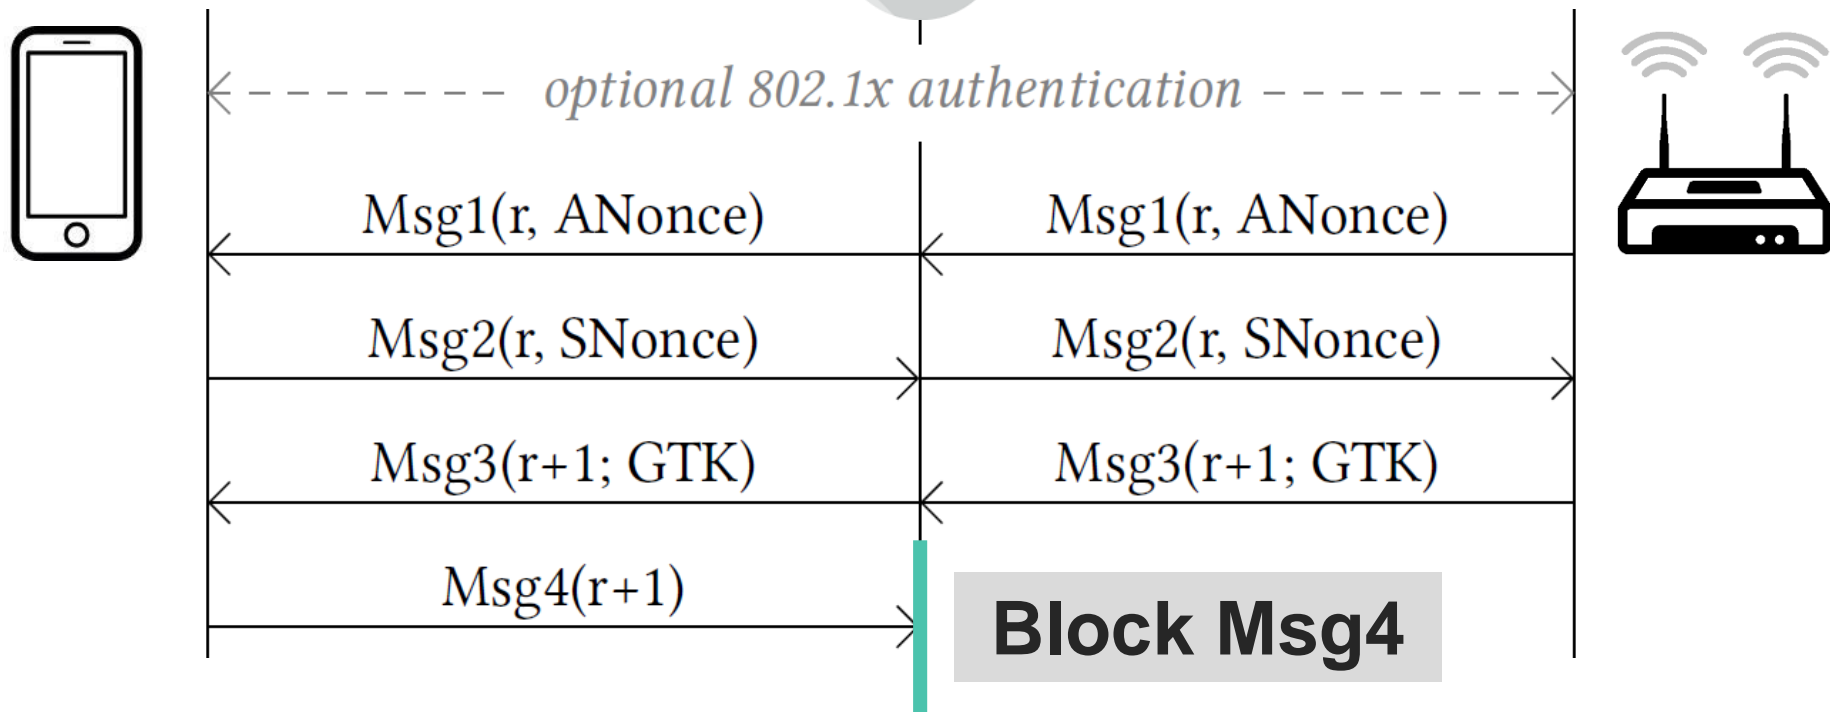 optional 802.1x authentication
Msg1(r, ANonce) Msg1(r, ANonce)
Msg2(r, SNonce) Msg2(r, SNonce)
Msg3(r+1; GTK) Msg3(r+1; GTK)
Msg4(r+1)
Block Msg4